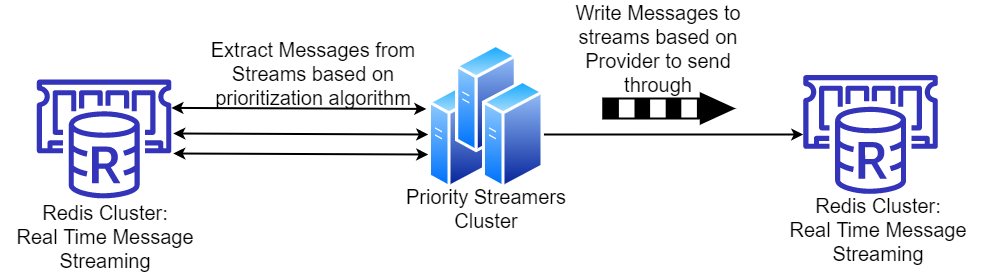 Extract Messages from
Streams based on
prioritization algorithm
Write Messages to
streams based on
Provider to send
through
R
Redis Cluster:
Real Time Message
Streaming
Priority Streamers
Cluster
R
Redis Cluster:
Real Time Message
Streaming